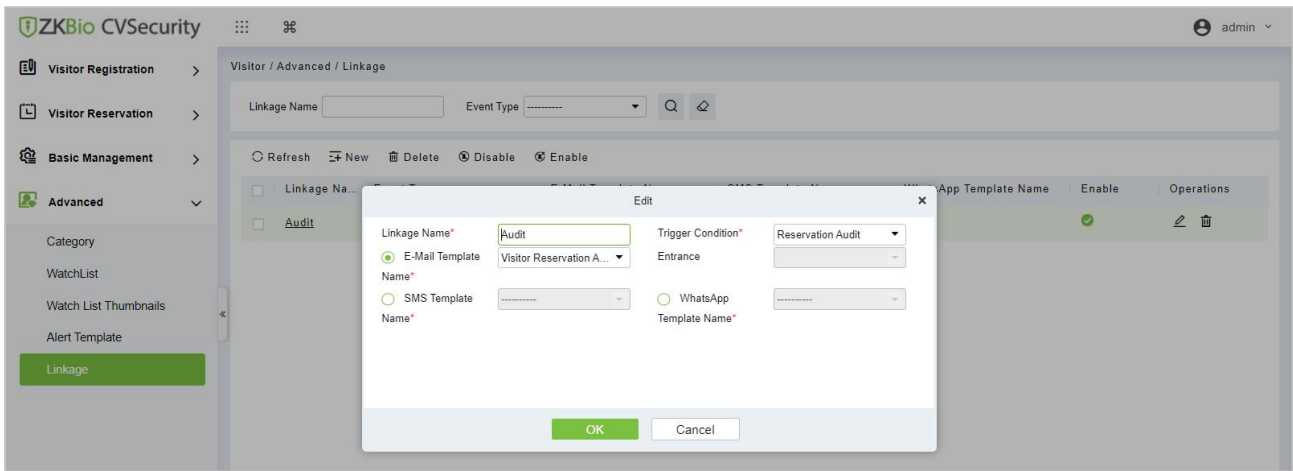 ZKBio CVSecurity
admin
Visitor Registration
Visitor Reservation
Basic Management
Advanced
Category
WatchList
Watch List Thumbnails
Alert Template
Linkage
Visitor / Advanced / Linkage
Linkage Name
Event Type ----------
Refresh New Delete Disable Enable
Linkage Na... App Template Name Enable Operations
Audit
Edit
Linkage Name* Audit Trigger Condition* Reservation Audit
E-Mail Template Name* Visitor Reservation A... Entrance
SMS Template Name* ---------- WhatsApp Template Name* ----------
OK Cancel